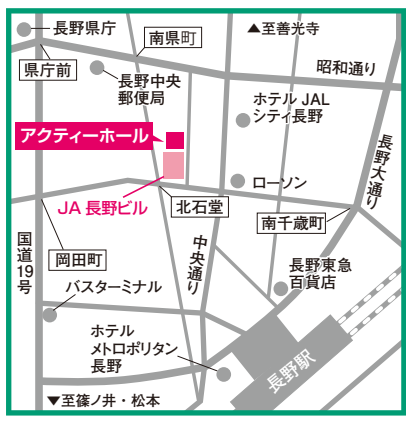 長野県庁
南県町
▲至善光寺
県庁前
長野中央
郵便局
昭和通り
ホテル JAL
シティ長野
アクティーホール
長野大通り
ローソン
JA 長野ビル
北石堂
南千歳町
国道19号
岡田町
中央通り
長野東急
百貨店
バスターミナル
ホテル
メトロポリタン
長野
長野駅
▼至篠ノ井・松本